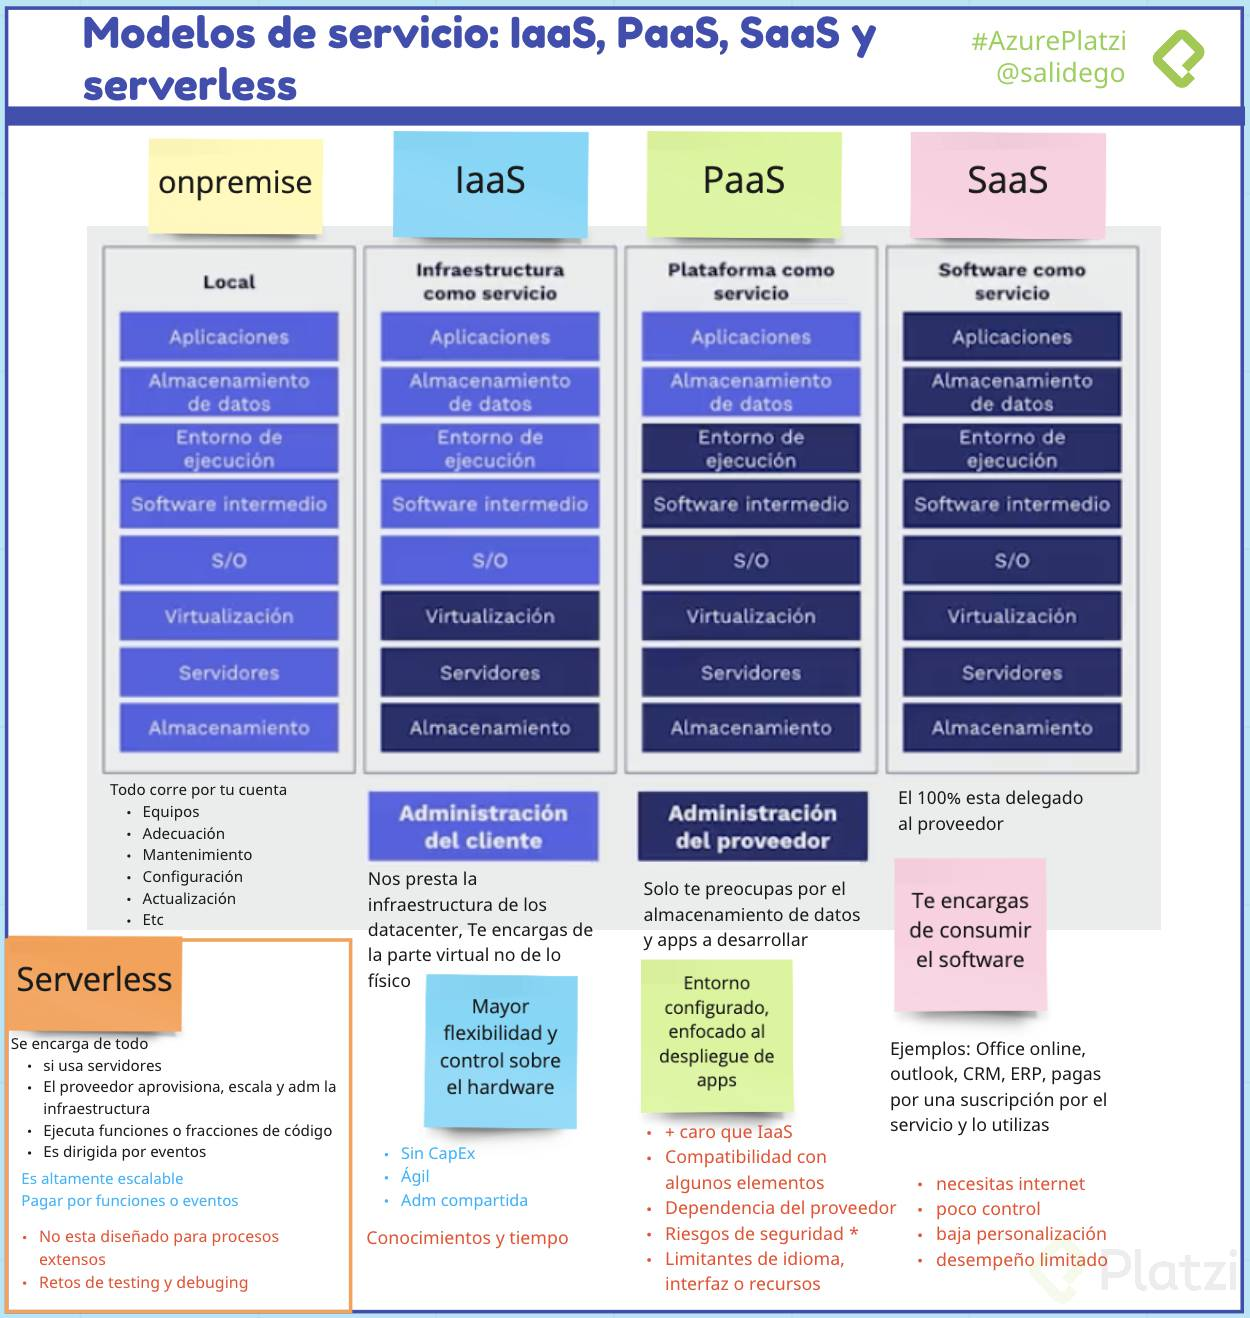 Modelos de servicio: IaaS, PaaS, SaaS y
serverless
#AzurePlatzi
@salidego
onpremise
IaaS
PaaS
SaaS
Local
Aplicaciones
Almacenamiento
de datos
Entorno de
ejecución
Software intermedio
S/O
Virtualización
Servidores
Almacenamiento
Infraestructura
como servicio
Aplicaciones
Almacenamiento
de datos
Entorno de
ejecución
Software intermedio
S/O
Virtualización
Servidores
Almacenamiento
Plataforma como
servicio
Aplicaciones
Almacenamiento
de datos
Entorno de
ejecución
Software intermedio
S/O
Virtualización
Servidores
Almacenamiento
Software como
servicio
Aplicaciones
Almacenamiento
de datos
Entorno de
ejecución
Software intermedio
S/O
Virtualización
Servidores
Almacenamiento
Todo corre por tu cuenta
• Equipos
• Adecuación
• Mantenimiento
• Configuración
• Actualización
• Etc
Administración
del cliente
Nos presta la
infraestructura de los
datacenter, Te encargas de
la parte virtual no de lo
físico
Mayor
flexibilidad y
control sobre
el hardware
• Sin CapEx
• Ágil
• Adm compartida
Conocimientos y tiempo
Administración
del proveedor
Solo te preocupas por el
almacenamiento de datos
y apps a desarrollar
Entorno
configurado,
enfocado al
despliegue de
apps
• + caro que IaaS
• Compatibilidad con
algunos elementos
• Dependencia del proveedor
• Riesgos de seguridad *
• Limitantes de idioma,
interfaz o recursos
El 100% esta delegado
al proveedor
Te encargas
de consumir
el software
Ejemplos: Office online,
outlook, CRM, ERP, pagas
por una suscripción por el
servicio y lo utilizas
• necesitas internet
• poco control
• baja personalización
• desempeño limitado
Serverless
Se encarga de todo
• si usa servidores
• El proveedor aprovisiona, escala y adm la
infraestructura
• Ejecuta funciones o fracciones de código
• Es dirigida por eventos
Es altamente escalable
Pagar por funciones o eventos
• No esta diseñado para procesos
extensos
• Retos de testing y debuging
Platzi